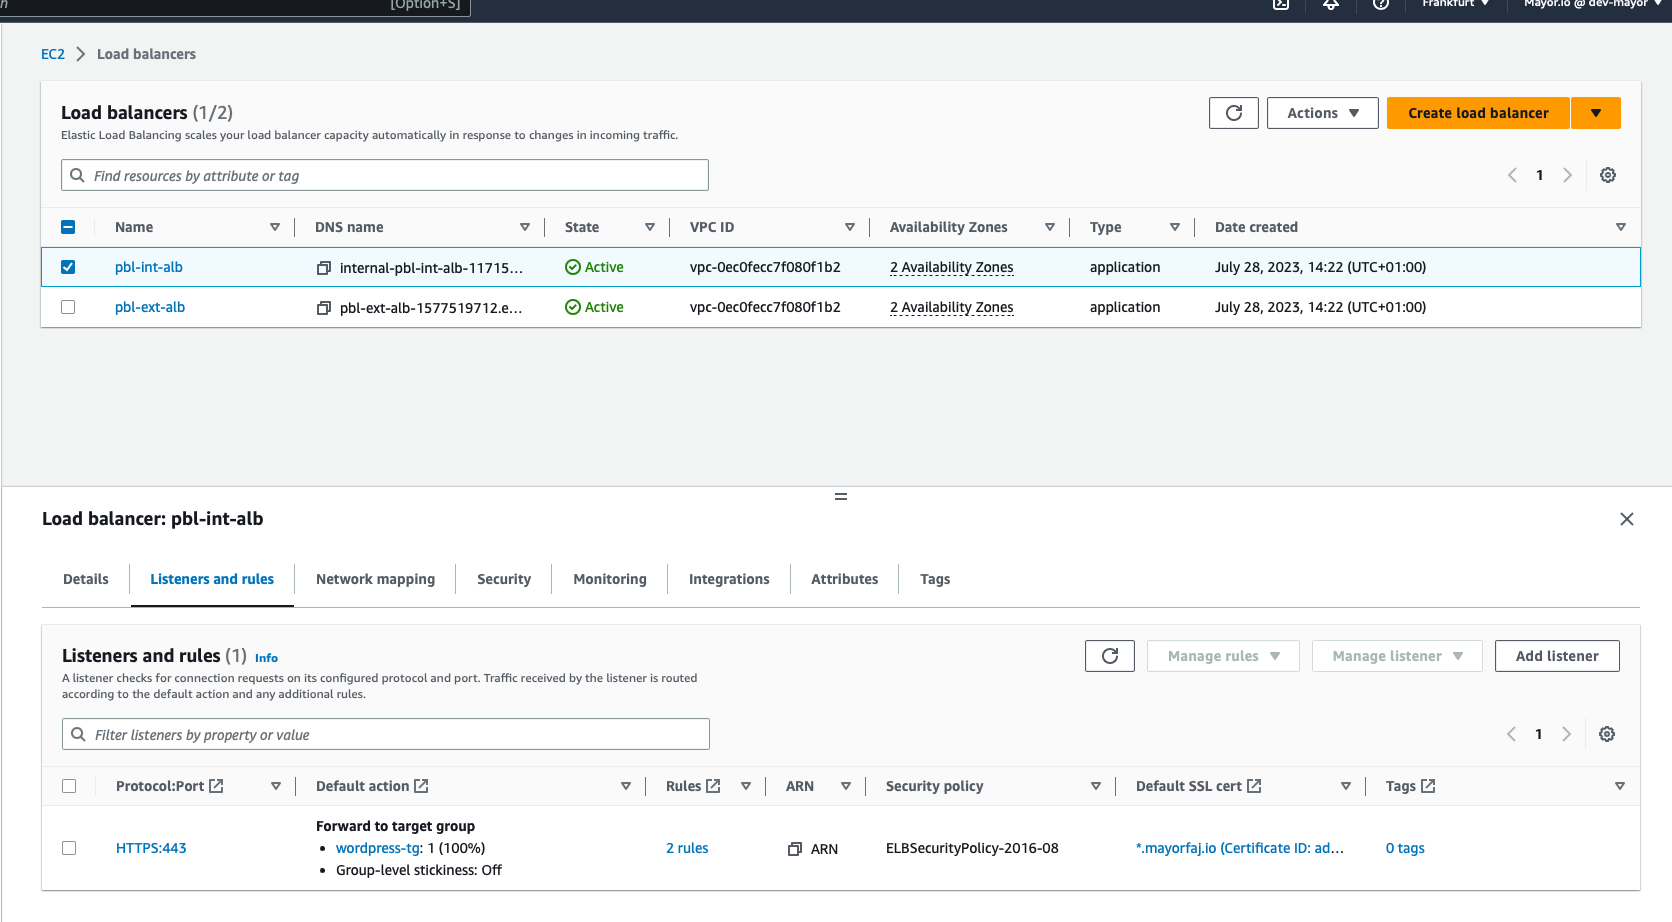 [Option+S]
Frankfurt
Mayor.io @ dev-mayor
EC2
Load balancers
Load balancers (1/2)
Elastic Load Balancing scales your load balancer capacity automatically in response to changes in incoming traffic.
Actions
Create load balancer
Find resources by attribute or tag
1
Name DNS name State VPC ID Availability Zones Type Date created
pbl-int-alb internal-pbl-int-alb-11715... Active vpc-0ec0fecc7f080f1b2 2 Availability Zones application July 28, 2023, 14:22 (UTC+01:00)
pbl-ext-alb pbl-ext-alb-1577519712.e... Active vpc-0ec0fecc7f080f1b2 2 Availability Zones application July 28, 2023, 14:22 (UTC+01:00)
Load balancer: pbl-int-alb
Details Listeners and rules Network mapping Security Monitoring Integrations Attributes Tags
Listeners and rules (1) Info
A listener checks for connection requests on its configured protocol and port. Traffic received by the listener is routed
according to the default action and any additional rules.
Manage rules
Manage listener
Add listener
Filter listeners by property or value
1
Protocol:Port Default action Rules ARN Security policy Default SSL cert Tags
Forward to target group
HTTPS:443 • wordpress-tg: 1 (100%) 2 rules ARN ELBSecurityPolicy-2016-08 *.mayorfaj.io (Certificate ID: ad... 0 tags
• Group-level stickiness: Off